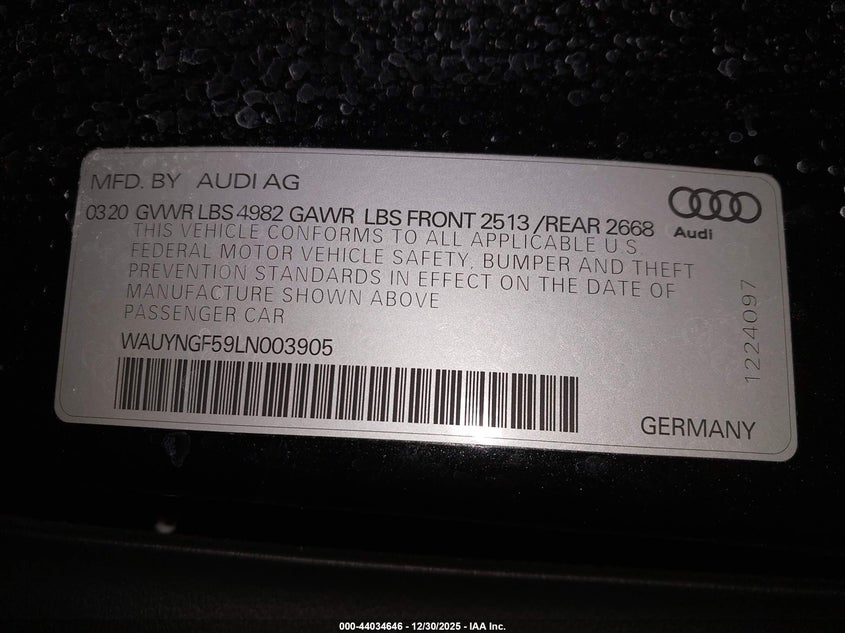 MFD. BY AUDI AG
0320 GVWR LBS 4982 GAWR LBS FRONT 2513 /REAR 2668
Audi
THIS VEHICLE CONFORMS TO ALL APPLICABLE U S
FEDERAL MOTOR VEHICLE SAFETY, BUMPER AND THEFT
PREVENTION STANDARDS IN EFFECT ON THE DATE OF
MANUFACTURE SHOWN ABOVE
PASSENGER CAR
WAUYNGF59LN003905
1224097
GERMANY
000-44034646 - 12/30/2025 - IAA Inc.